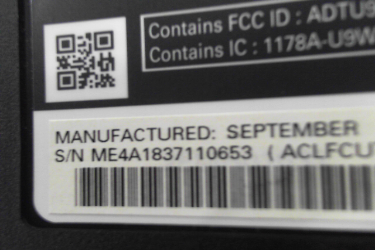 Contains FCC ID : ADTU9
Contains IC : 1178A-U9W
MANUFACTURED: SEPTEMBER
S/N ME4A1837110653 ( ACLFCU